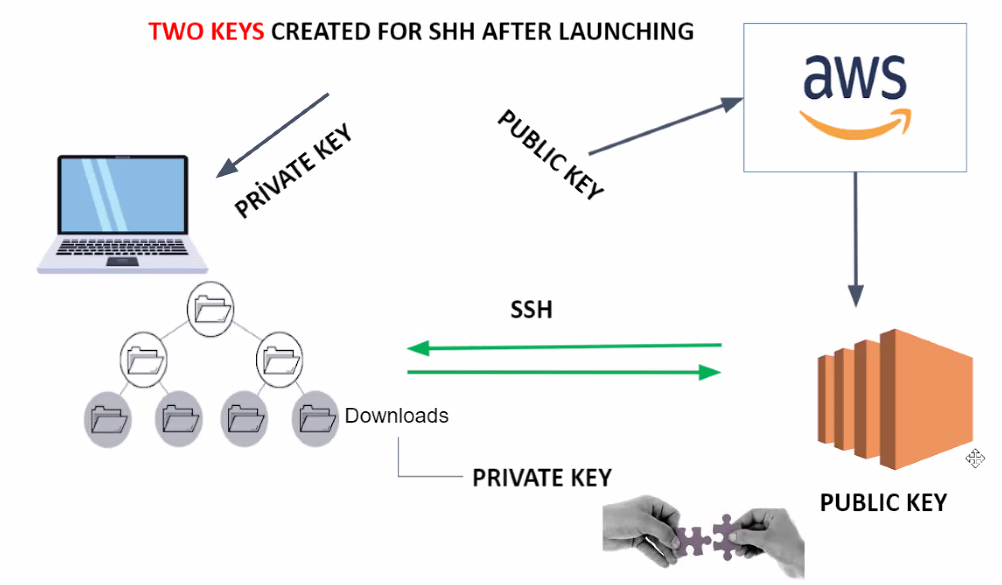 TWO KEYS CREATED FOR SHH AFTER LAUNCHING
PRİVATE KEY
PUBLIC KEY
aws
SSH
Downloads
PRIVATE KEY
PUBLIC KEY